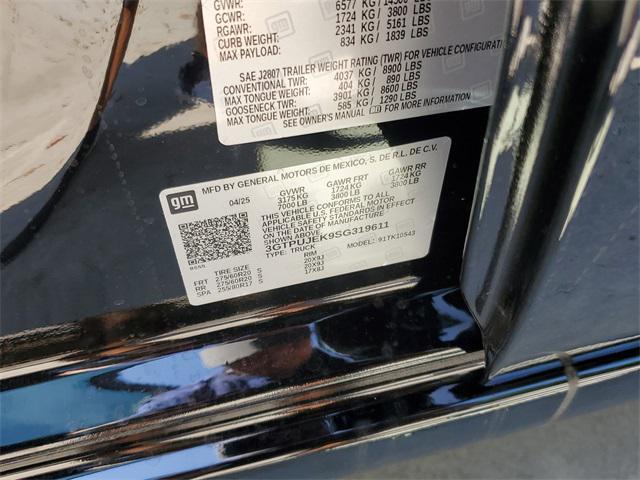 GVWR: 6577 KG/14500 LBS
GCWR: 1724 KG / 3800 LBS
RGAWR: 2341 KG / 5161 LBS
CURB WEIGHT: 834 KG / 1839 LBS
MAX PAYLOAD:
SAE J2807 TRAILER WEIGHT RATING (TWR) FOR VEHICLE CONFIGURATI
CONVENTIONAL TWR: 4037 KG / 8900 LBS
MAX TONGUE WEIGHT: 404 KG / 890 LBS
GOOSENECK TWR: 3901 KG / 8600 LBS
MAX TONGUE WEIGHT: 585 KG / 1290 LBS
SEE OWNER'S MANUAL FOR MORE INFORMATION
gm
MFD BY GENERAL MOTORS DE MEXICO, S. DE R.L. DE C.V.
04/25 GVWR GAWR FRT GAWR RR
3175 KG 1724 KG 1724 KG
7000 LB 3800 LB 3800 LB
THIS VEHICLE CONFORMS TO ALL APPLICABLE
U.S. FEDERAL MOTOR VEHICLE SAFETY STANDARDS IN EFFECT
ON THE DATE OF MANUFACTURE SHOWN ABOVE.
3GTPUJEK9SG319611
TYPE: TRUCK MODEL: 91TK10543
TIRE SIZE RIM
FRT 275/60R20 S 20X9J
RR 275/60R20 S 20X9J
SPA 255/80R17 S 17X8J